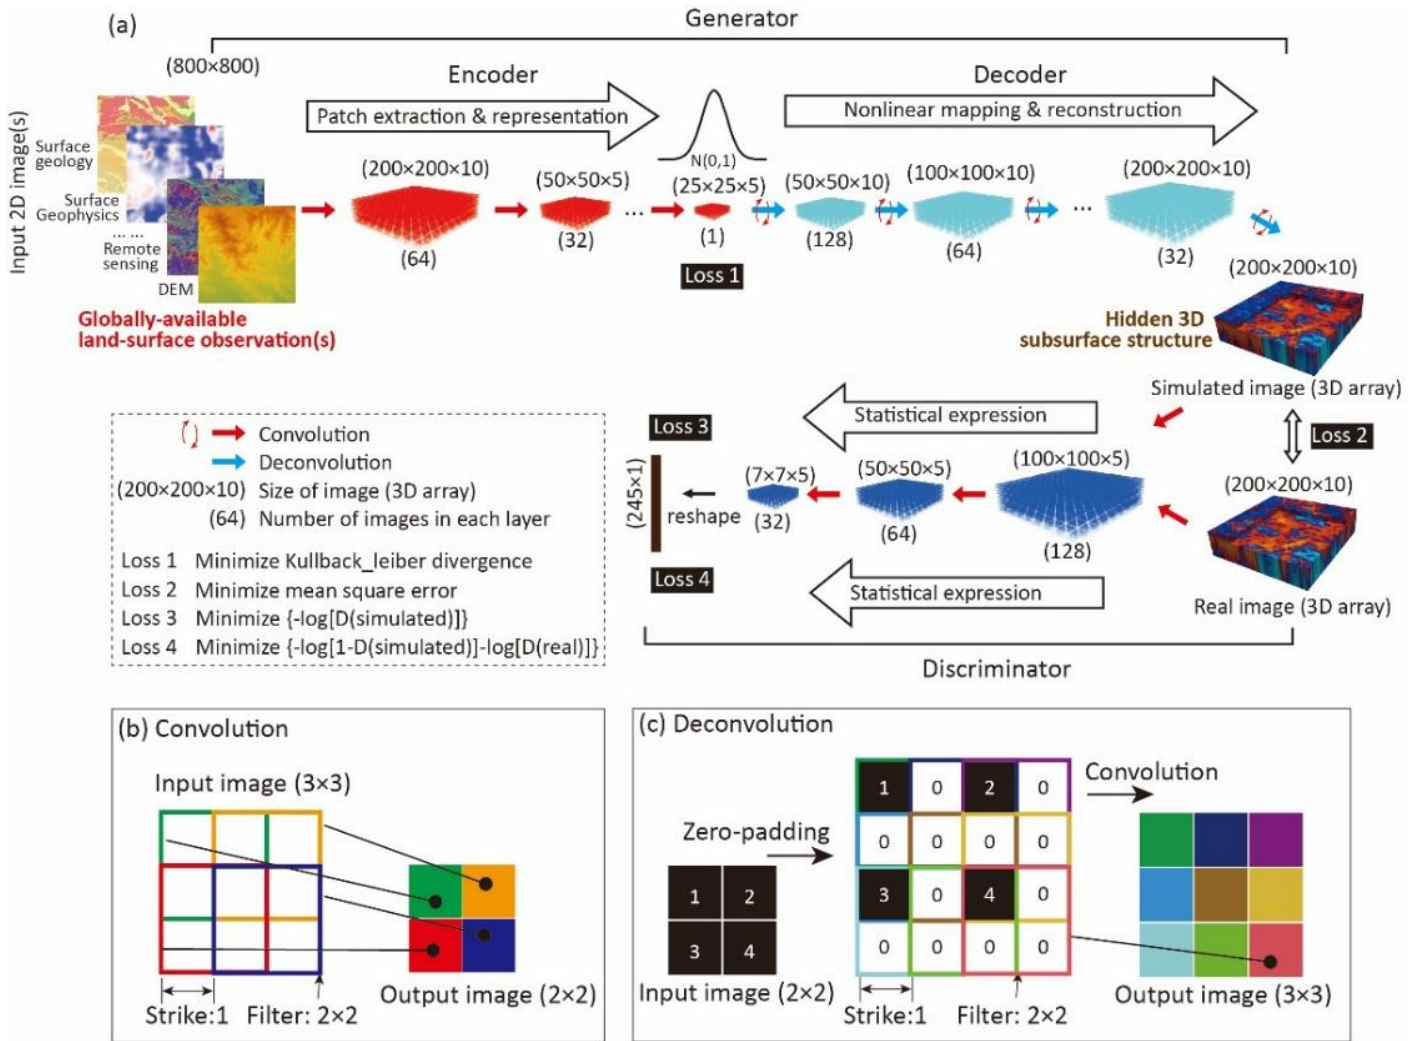 (a)
Generator
(800×800)
Encoder
Decoder
Patch extraction & representation
Nonlinear mapping & reconstruction
Input 2D image(s)
Surface
geology
Surface
Geophysics
... ...
Remote
sensing
DEM
Globally-available
land-surface observation(s)
N(0,1)
(200×200×10)
(50×50×5)
(25×25×5)
(50×50×10)
(100×100×10)
(200×200×10)
...
...
(64)
(32)
(1)
(128)
(64)
(32)
Loss 1
(200×200×10)
Hidden 3D
subsurface structure
Simulated image (3D array)
Loss 2
(200×200×10)
Real image (3D array)
Statistical expression
Loss 3
(100×100×5)
(50×50×5)
(7×7×5)
(245×1)
reshape
(32)
(64)
(128)
Loss 4
Statistical expression
Discriminator
Convolution
Deconvolution
(200×200×10) Size of image (3D array)
(64) Number of images in each layer
Loss 1 Minimize Kullback_leiber divergence
Loss 2 Minimize mean square error
Loss 3 Minimize {-log[D(simulated)]}
Loss 4 Minimize {-log[1-D(simulated)]-log[D(real)]}
(b) Convolution
Input image (3×3)
Output image (2×2)
Strike:1
Filter: 2×2
(c) Deconvolution
Zero-padding
Convolution
1 2
3 4
Input image (2×2)
1 0 2 0
0 0 0 0
3 0 4 0
0 0 0 0
Strike:1
Filter: 2×2
Output image (3×3)